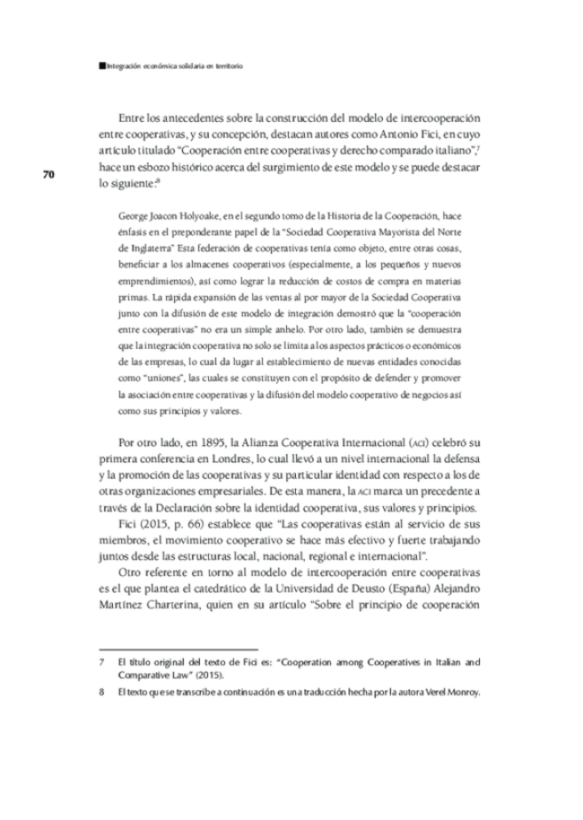 Integración económica solidaria en territorio
Entre los antecedentes sobre la construcción del modelo de intercooperación
entre cooperativas, y su concepción, destacan autores como Antonio Fici, en cuyo
artículo titulado “Cooperación entre cooperativas y derecho comparado italiano”,7
hace un esbozo histórico acerca del surgimiento de este modelo y se puede destacar
70
lo siguiente:8
George Joacon Holyoake, en el segundo tomo de la Historia de la Cooperación, hace
énfasis en el preponderante papel de la “Sociedad Cooperativa Mayorista del Norte
de Inglaterra” Esta federación de cooperativas tenía como objeto, entre otras cosas,
beneficiar a los almacenes cooperativos (especialmente, a los pequeños y nuevos
emprendimientos), así como lograr la reducción de costos de compra en materias
primas. La rápida expansión de las ventas al por mayor de la Sociedad Cooperativa
junto con la difusión de este modelo de integración demostró que la “cooperación
entre cooperativas” no era un simple anhelo. Por otro lado, también se demuestra
que la integración cooperativa no solo se limita a los aspectos prácticos o económicos
de las empresas, lo cual da lugar al establecimiento de nuevas entidades conocidas
como “uniones”, las cuales se constituyen con el propósito de defender y promover
la asociación entre cooperativas y la difusión del modelo cooperativo de negocios así
como sus principios y valores.
Por otro lado, en 1895, la Alianza Cooperativa Internacional (ACI) celebró su
primera conferencia en Londres, lo cual llevó a un nivel internacional la defensa
y la promoción de las cooperativas y su particular identidad con respecto a los de
otras organizaciones empresariales. De esta manera, la ACI marca un precedente a
través de la Declaración sobre la identidad cooperativa, sus valores y principios.
Fici (2015, p. 66) establece que “Las cooperativas están al servicio de sus
miembros, el movimiento cooperativo se hace más efectivo y fuerte trabajando
juntos desde las estructuras local, nacional, regional e internacional”.
Otro referente en torno al modelo de intercooperación entre cooperativas
es el que plantea el catedrático de la Universidad de Deusto (España) Alejandro
Martínez Charterina, quien en su artículo “Sobre el principio de cooperación
7 El título original del texto de Fici es: “Cooperation among Cooperatives in Italian and
Comparative Law” (2015).
8 El texto que se transcribe a continuación es una traducción hecha por la autora Verel Monroy.